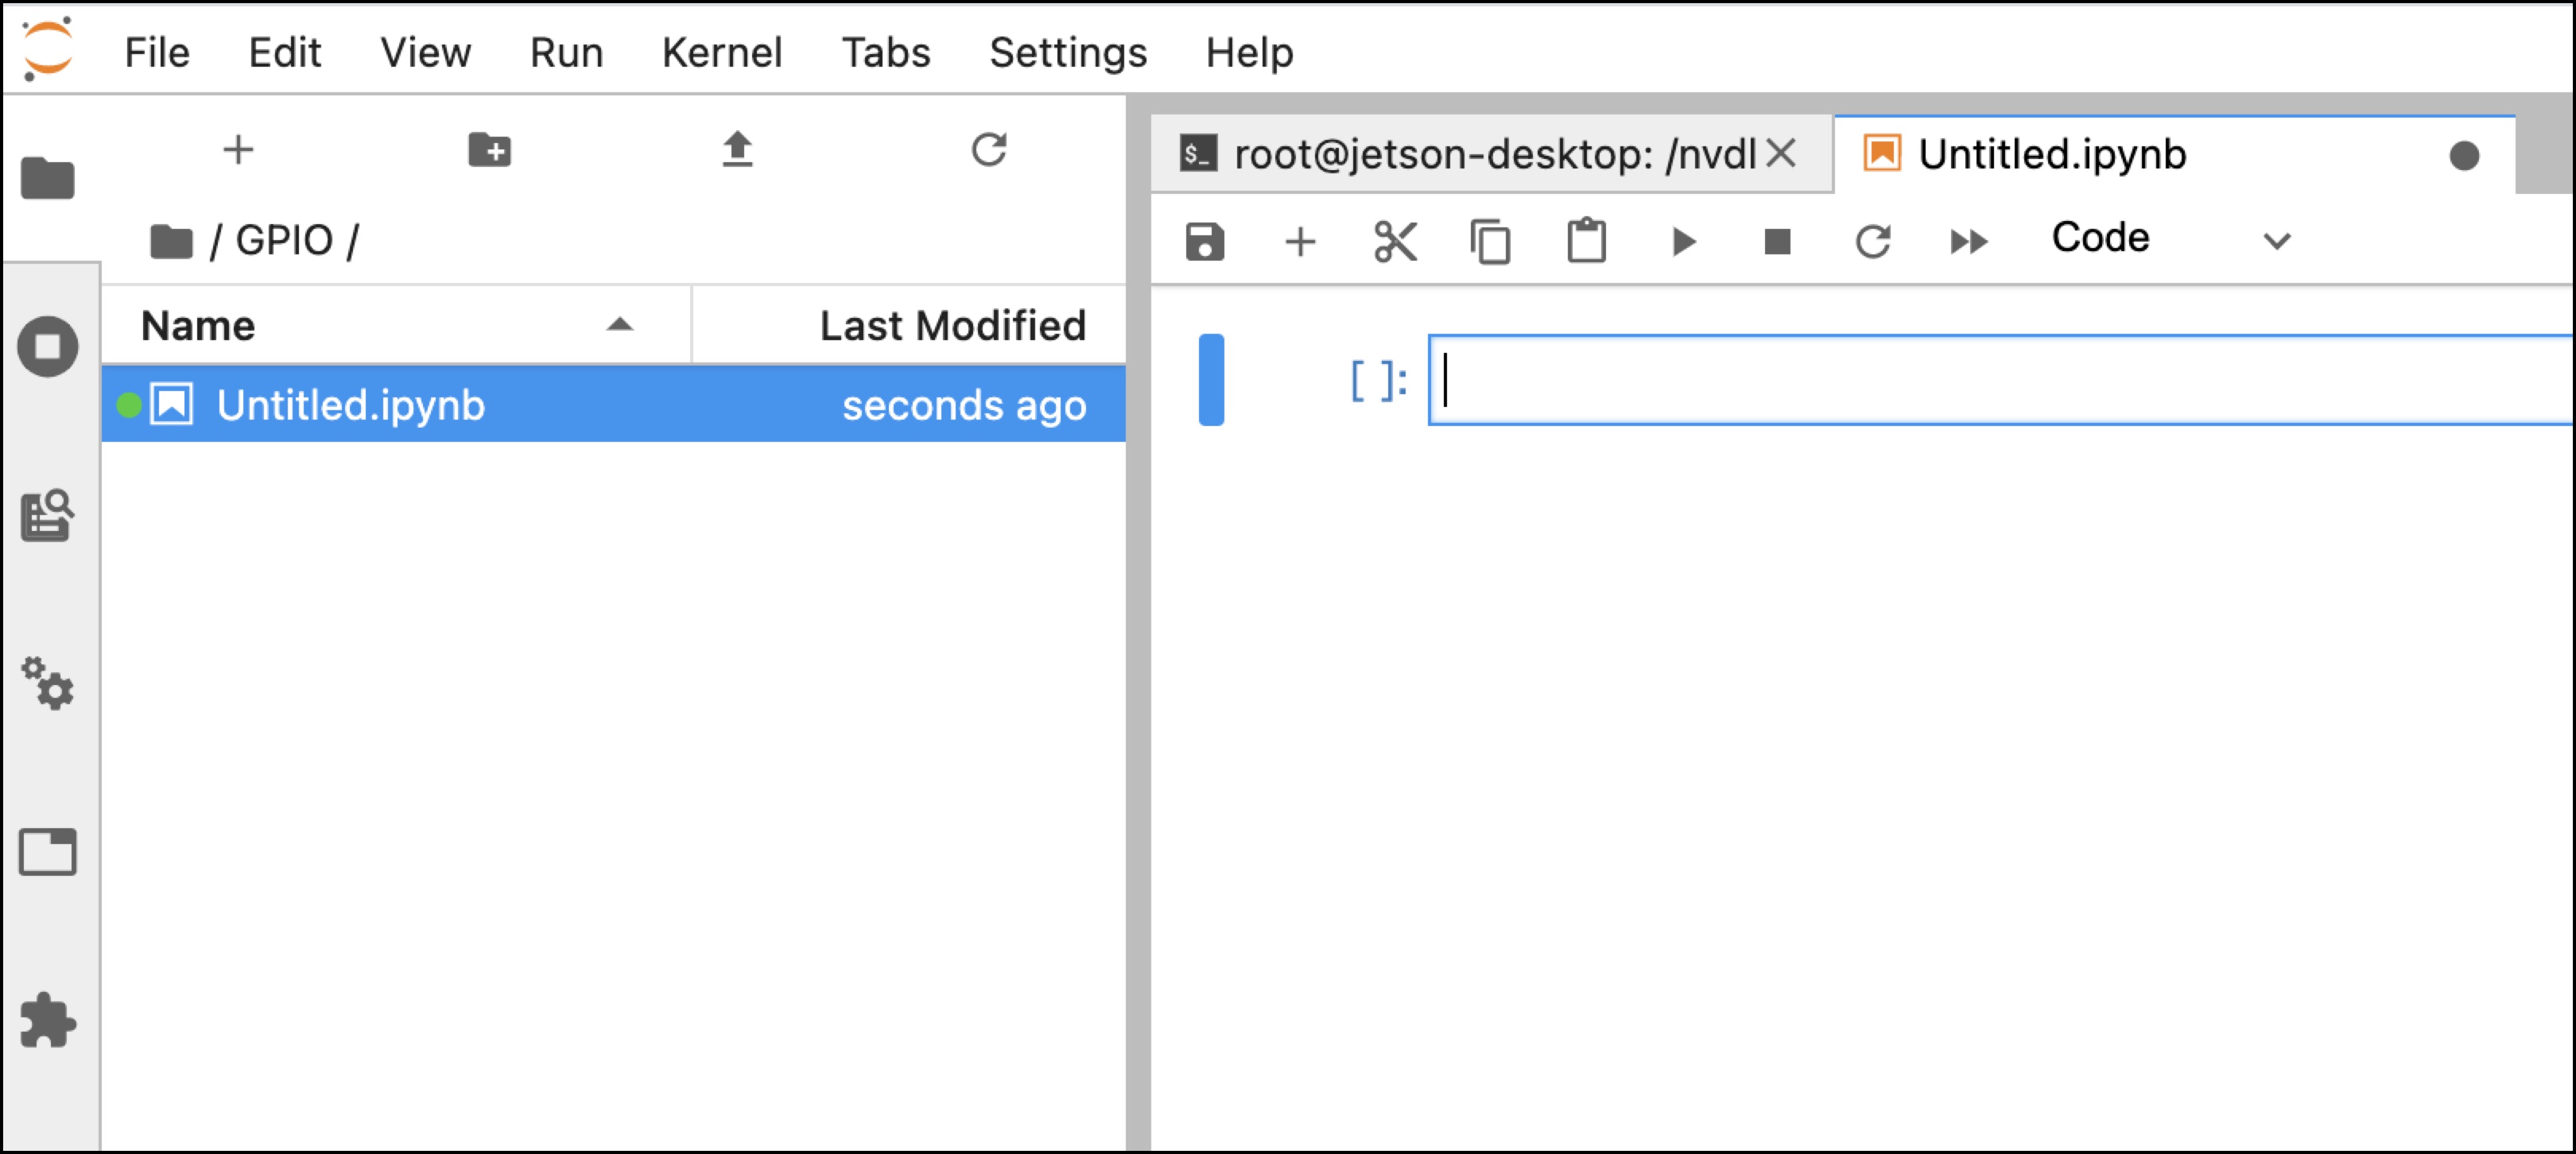 File Edit View Run Kernel Tabs Settings Help
/ GPIO /
Name Last Modified
Untitled.ipynb seconds ago
$_ root@jetson-desktop: /nvdl Untitled.ipynb
Code
[ ]: